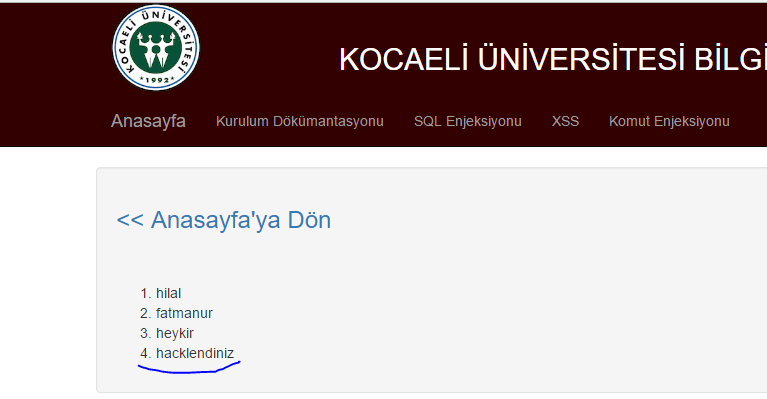 KOCAELİ ÜNİVERSİTESİ
1992
KOCAELİ ÜNİVERSİTESİ BİLGİ
Anasayfa Kurulum Dökümantasyonu SQL Enjeksiyonu XSS Komut Enjeksiyonu
<< Anasayfa'ya Dön
1. hilal
2. fatmanur
3. heykir
4. hacklendiniz